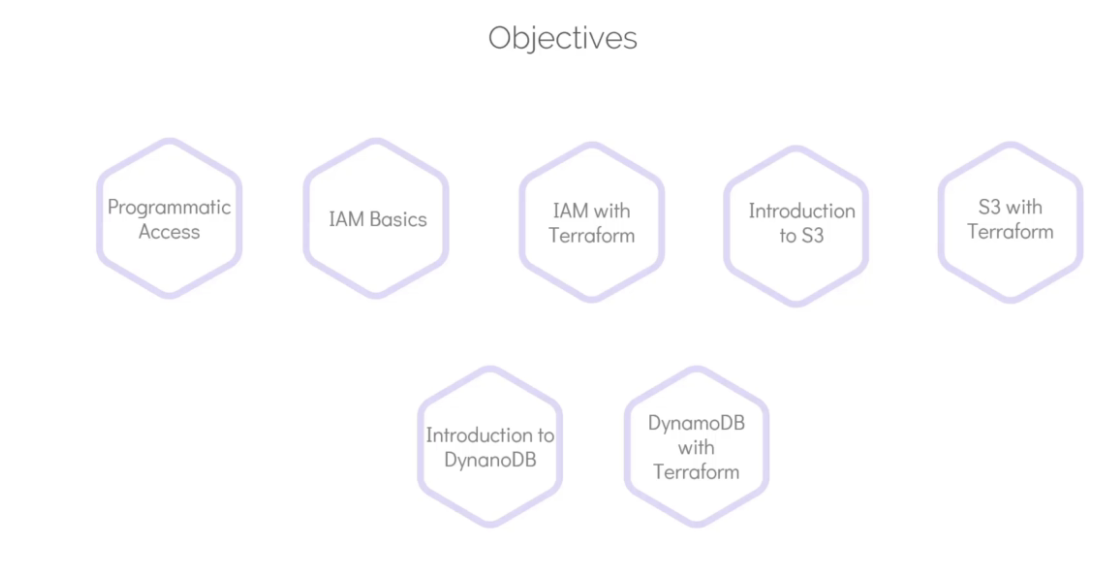 Objectives
Programmatic
Access
IAM Basics
IAM with
Terraform
Introduction
to S3
S3 with
Terraform
Introduction to
DynanoDB
DynamoDB
with
Terraform